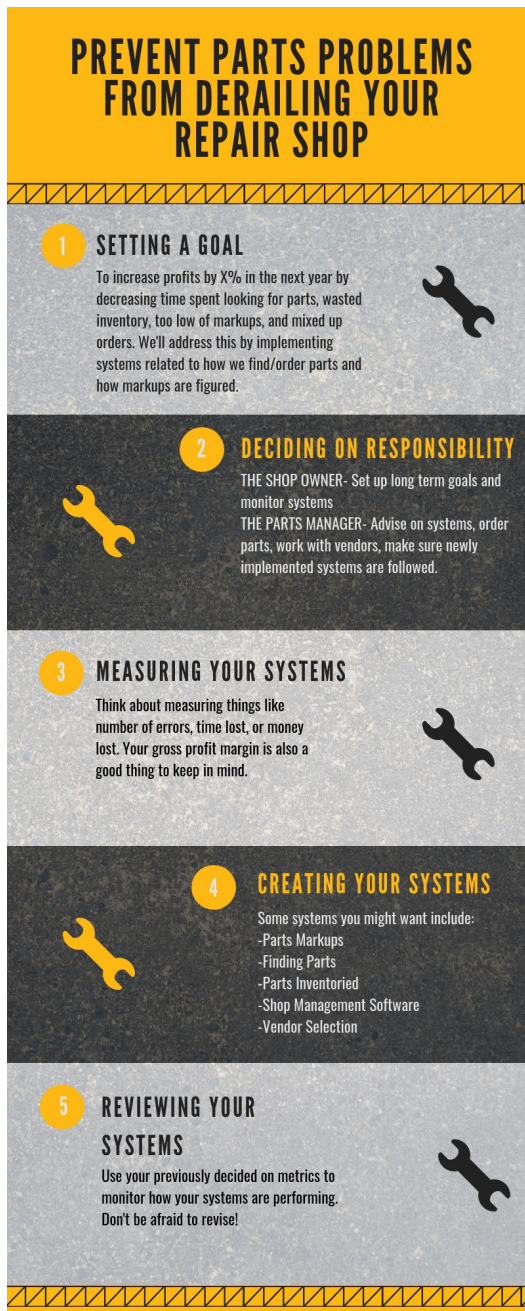 PREVENT PARTS PROBLEMS
FROM DERAILING YOUR
REPAIR SHOP
1
SETTING A GOAL
To increase profits by X% in the next year by
decreasing time spent looking for parts, wasted
inventory, too low of markups, and mixed up
orders. We'll address this by implementing
systems related to how we find/order parts and
how markups are figured.
2
DECIDING ON RESPONSIBILITY
THE SHOP OWNER- Set up long term goals and
monitor systems
THE PARTS MANAGER- Advise on systems, order
parts, work with vendors, make sure newly
implemented systems are followed.
3
MEASURING YOUR SYSTEMS
Think about measuring things like
number of errors, time lost, or money
lost. Your gross profit margin is also a
good thing to keep in mind.
4
CREATING YOUR SYSTEMS
Some systems you might want include:
-Parts Markups
-Finding Parts
-Parts Inventoried
-Shop Management Software
-Vendor Selection
5
REVIEWING YOUR
SYSTEMS
Use your previously decided on metrics to
monitor how your systems are performing.
Don't be afraid to revise!